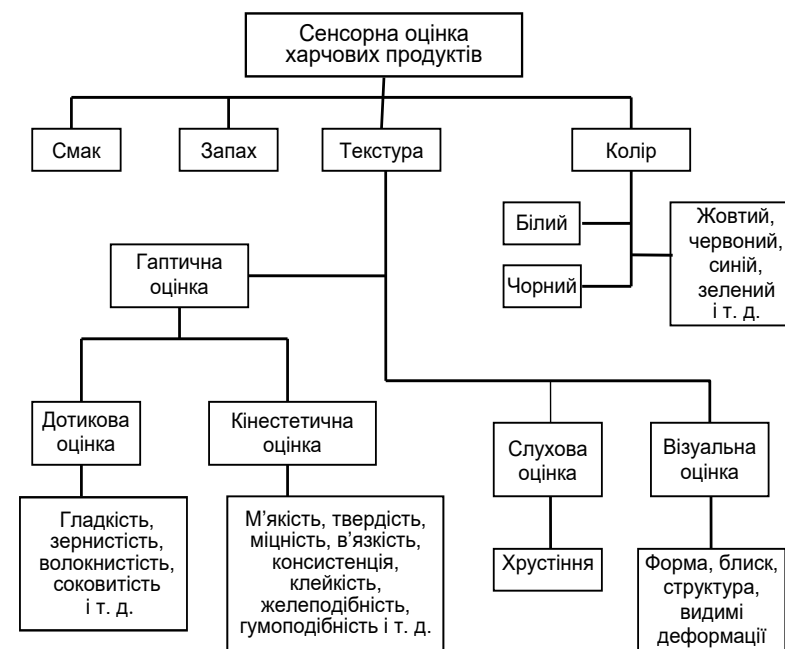 Сенсорна оцінка
харчових продуктів
Смак
Запах
Текстура
Колір
Білий
Чорний
Жовтий,
червоний,
синій,
зелений
і т. д.
Гаптична
оцінка
Дотикова
оцінка
Кінестетична
оцінка
Слухова
оцінка
Візуальна
оцінка
Гладкість,
зернистість,
волокнистість,
соковитість
і т. д.
М’якість, твердість,
міцність, в’язкість,
консистенція,
клейкість,
желеподібність,
гумоподібність і т. д.
Хрустіння
Форма, блиск,
структура,
видимі
деформації